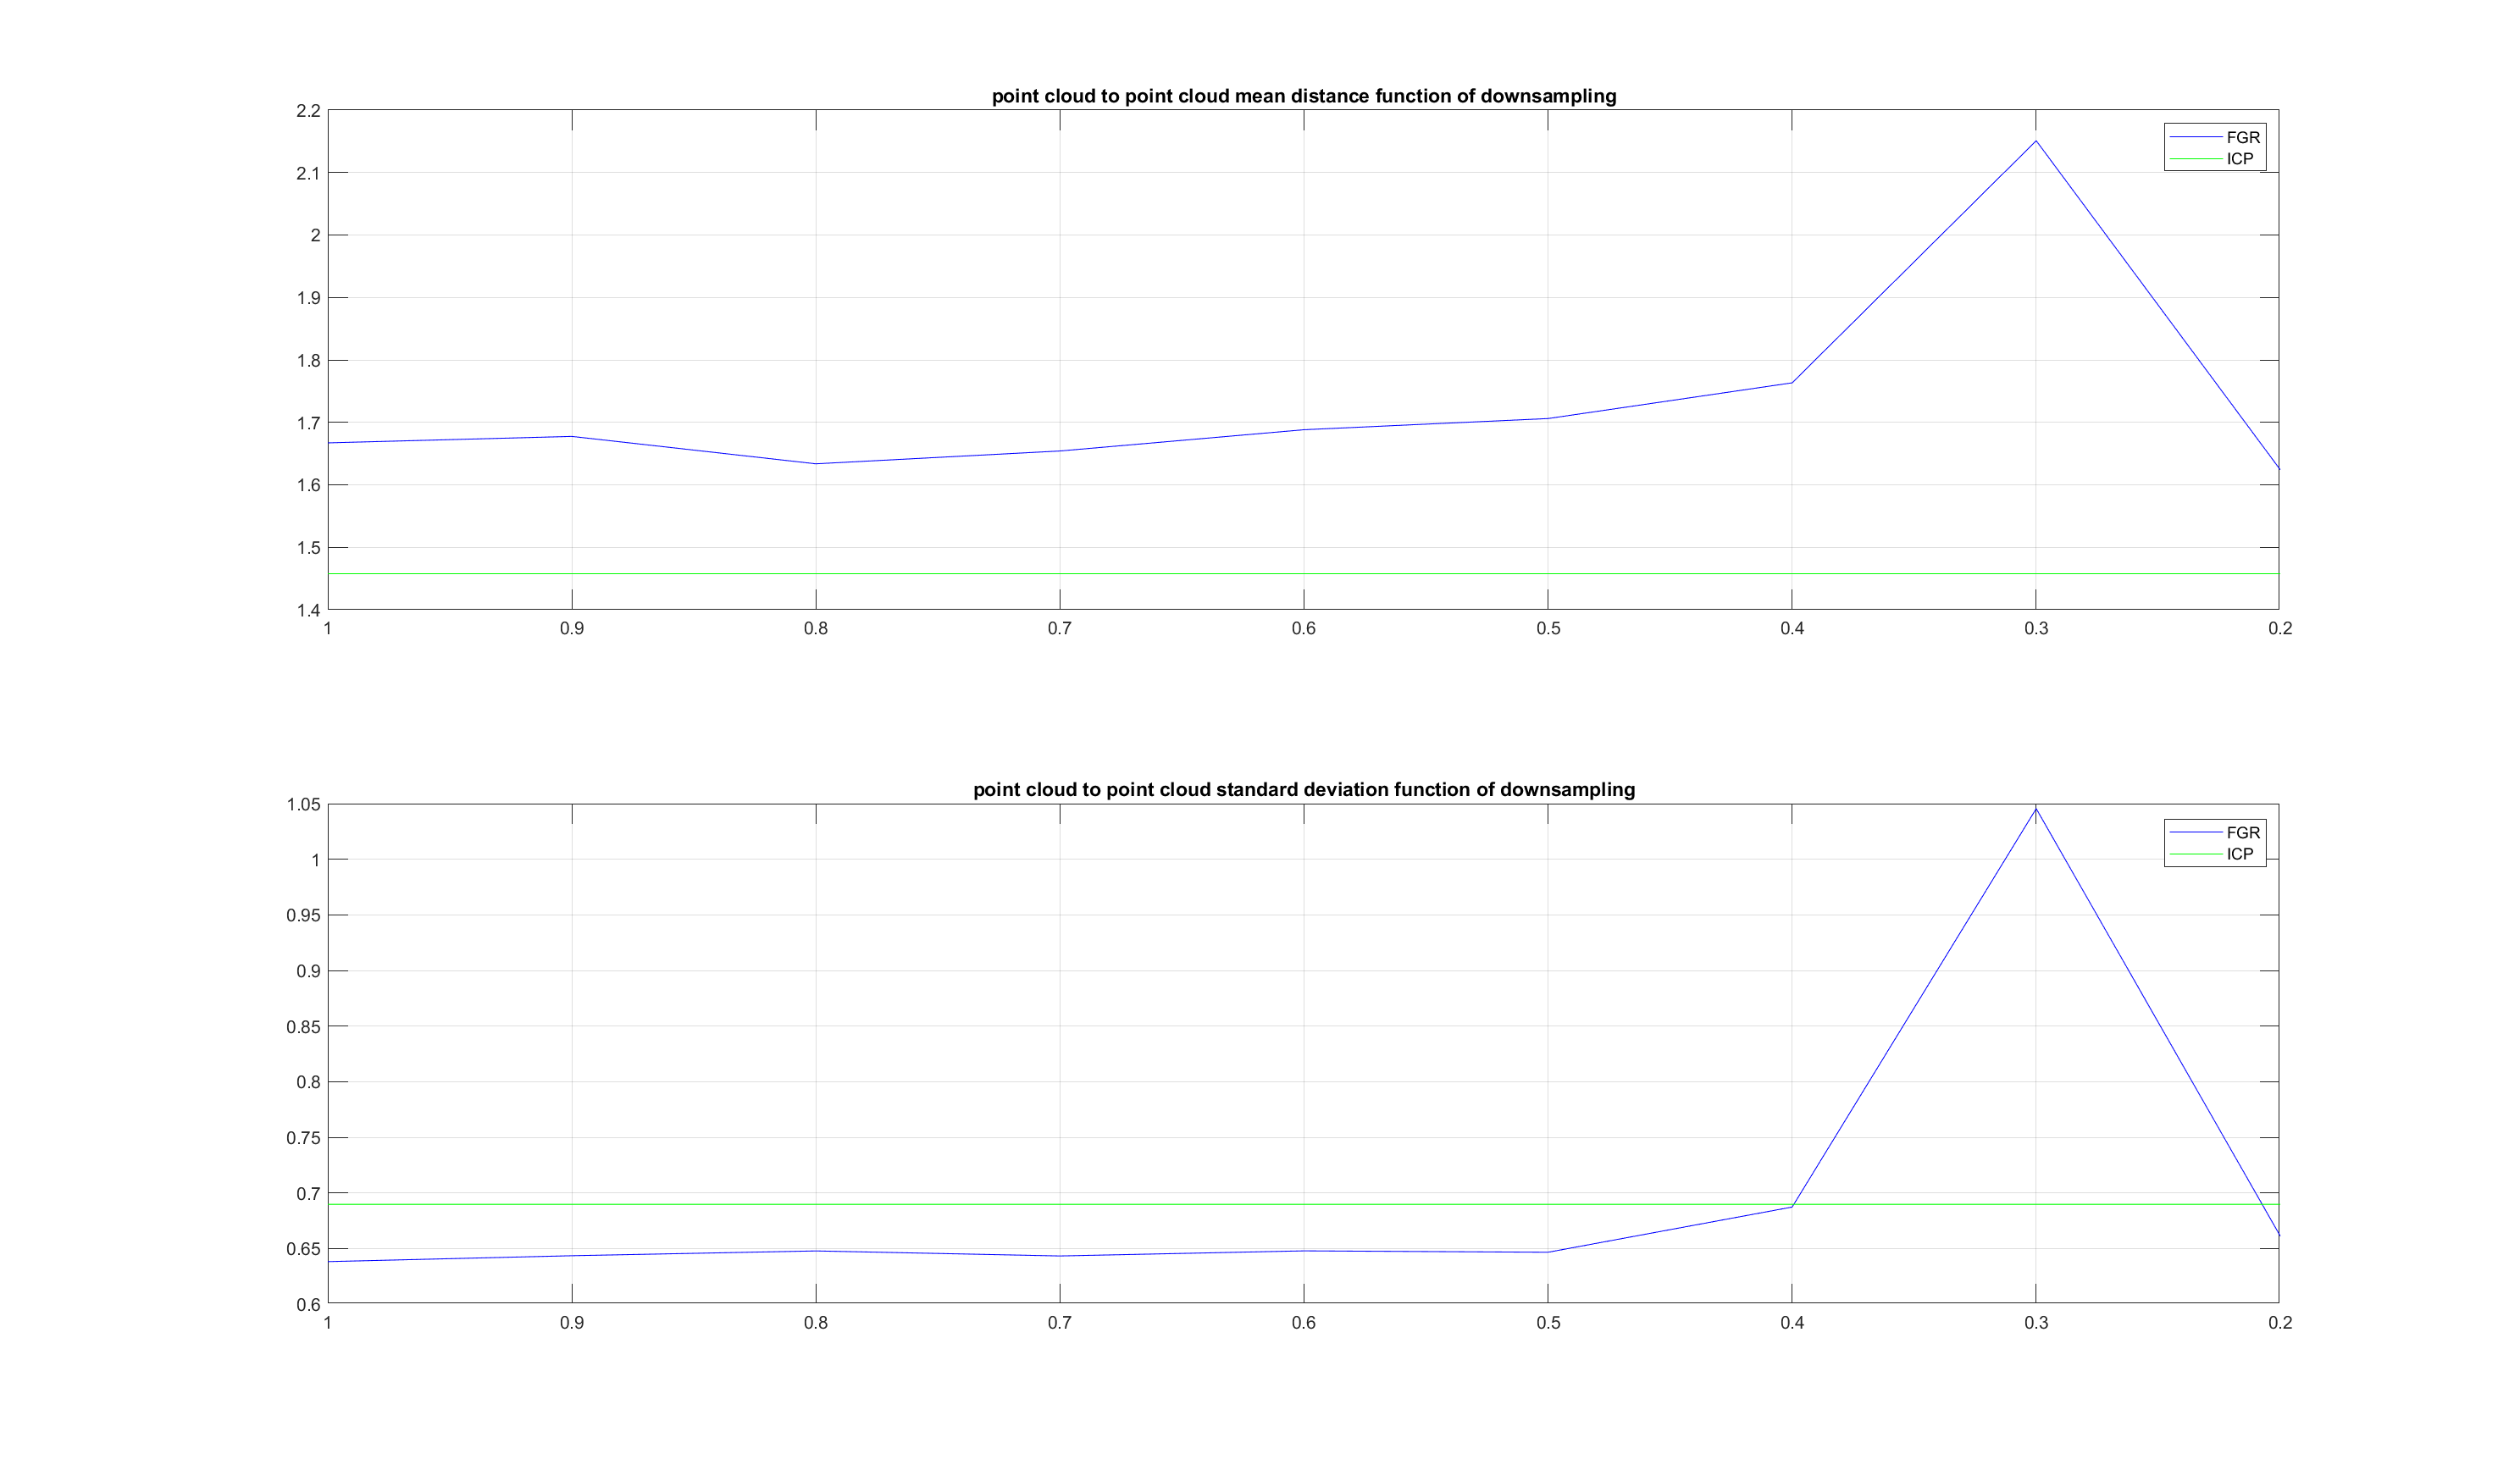 point cloud to point cloud mean distance function of downsampling
2.2
2.1
2
1.9
1.8
1.7
1.6
1.5
1.4
FGR
ICP
1 0.9 0.8 0.7 0.6 0.5 0.4 0.3 0.2
point cloud to point cloud standard deviation function of downsampling
1.05
1
0.95
0.9
0.85
0.8
0.75
0.7
0.65
0.6
FGR
ICP
1 0.9 0.8 0.7 0.6 0.5 0.4 0.3 0.2